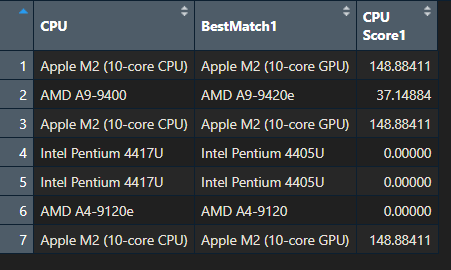 CPU BestMatch1 CPU Score1
1 Apple M2 (10-core CPU) Apple M2 (10-core GPU) 148.88411
2 AMD A9-9400 AMD A9-9420e 37.14884
3 Apple M2 (10-core CPU) Apple M2 (10-core GPU) 148.88411
4 Intel Pentium 4417U Intel Pentium 4405U 0.00000
5 Intel Pentium 4417U Intel Pentium 4405U 0.00000
6 AMD A4-9120e AMD A4-9120 0.00000
7 Apple M2 (10-core CPU) Apple M2 (10-core GPU) 148.88411